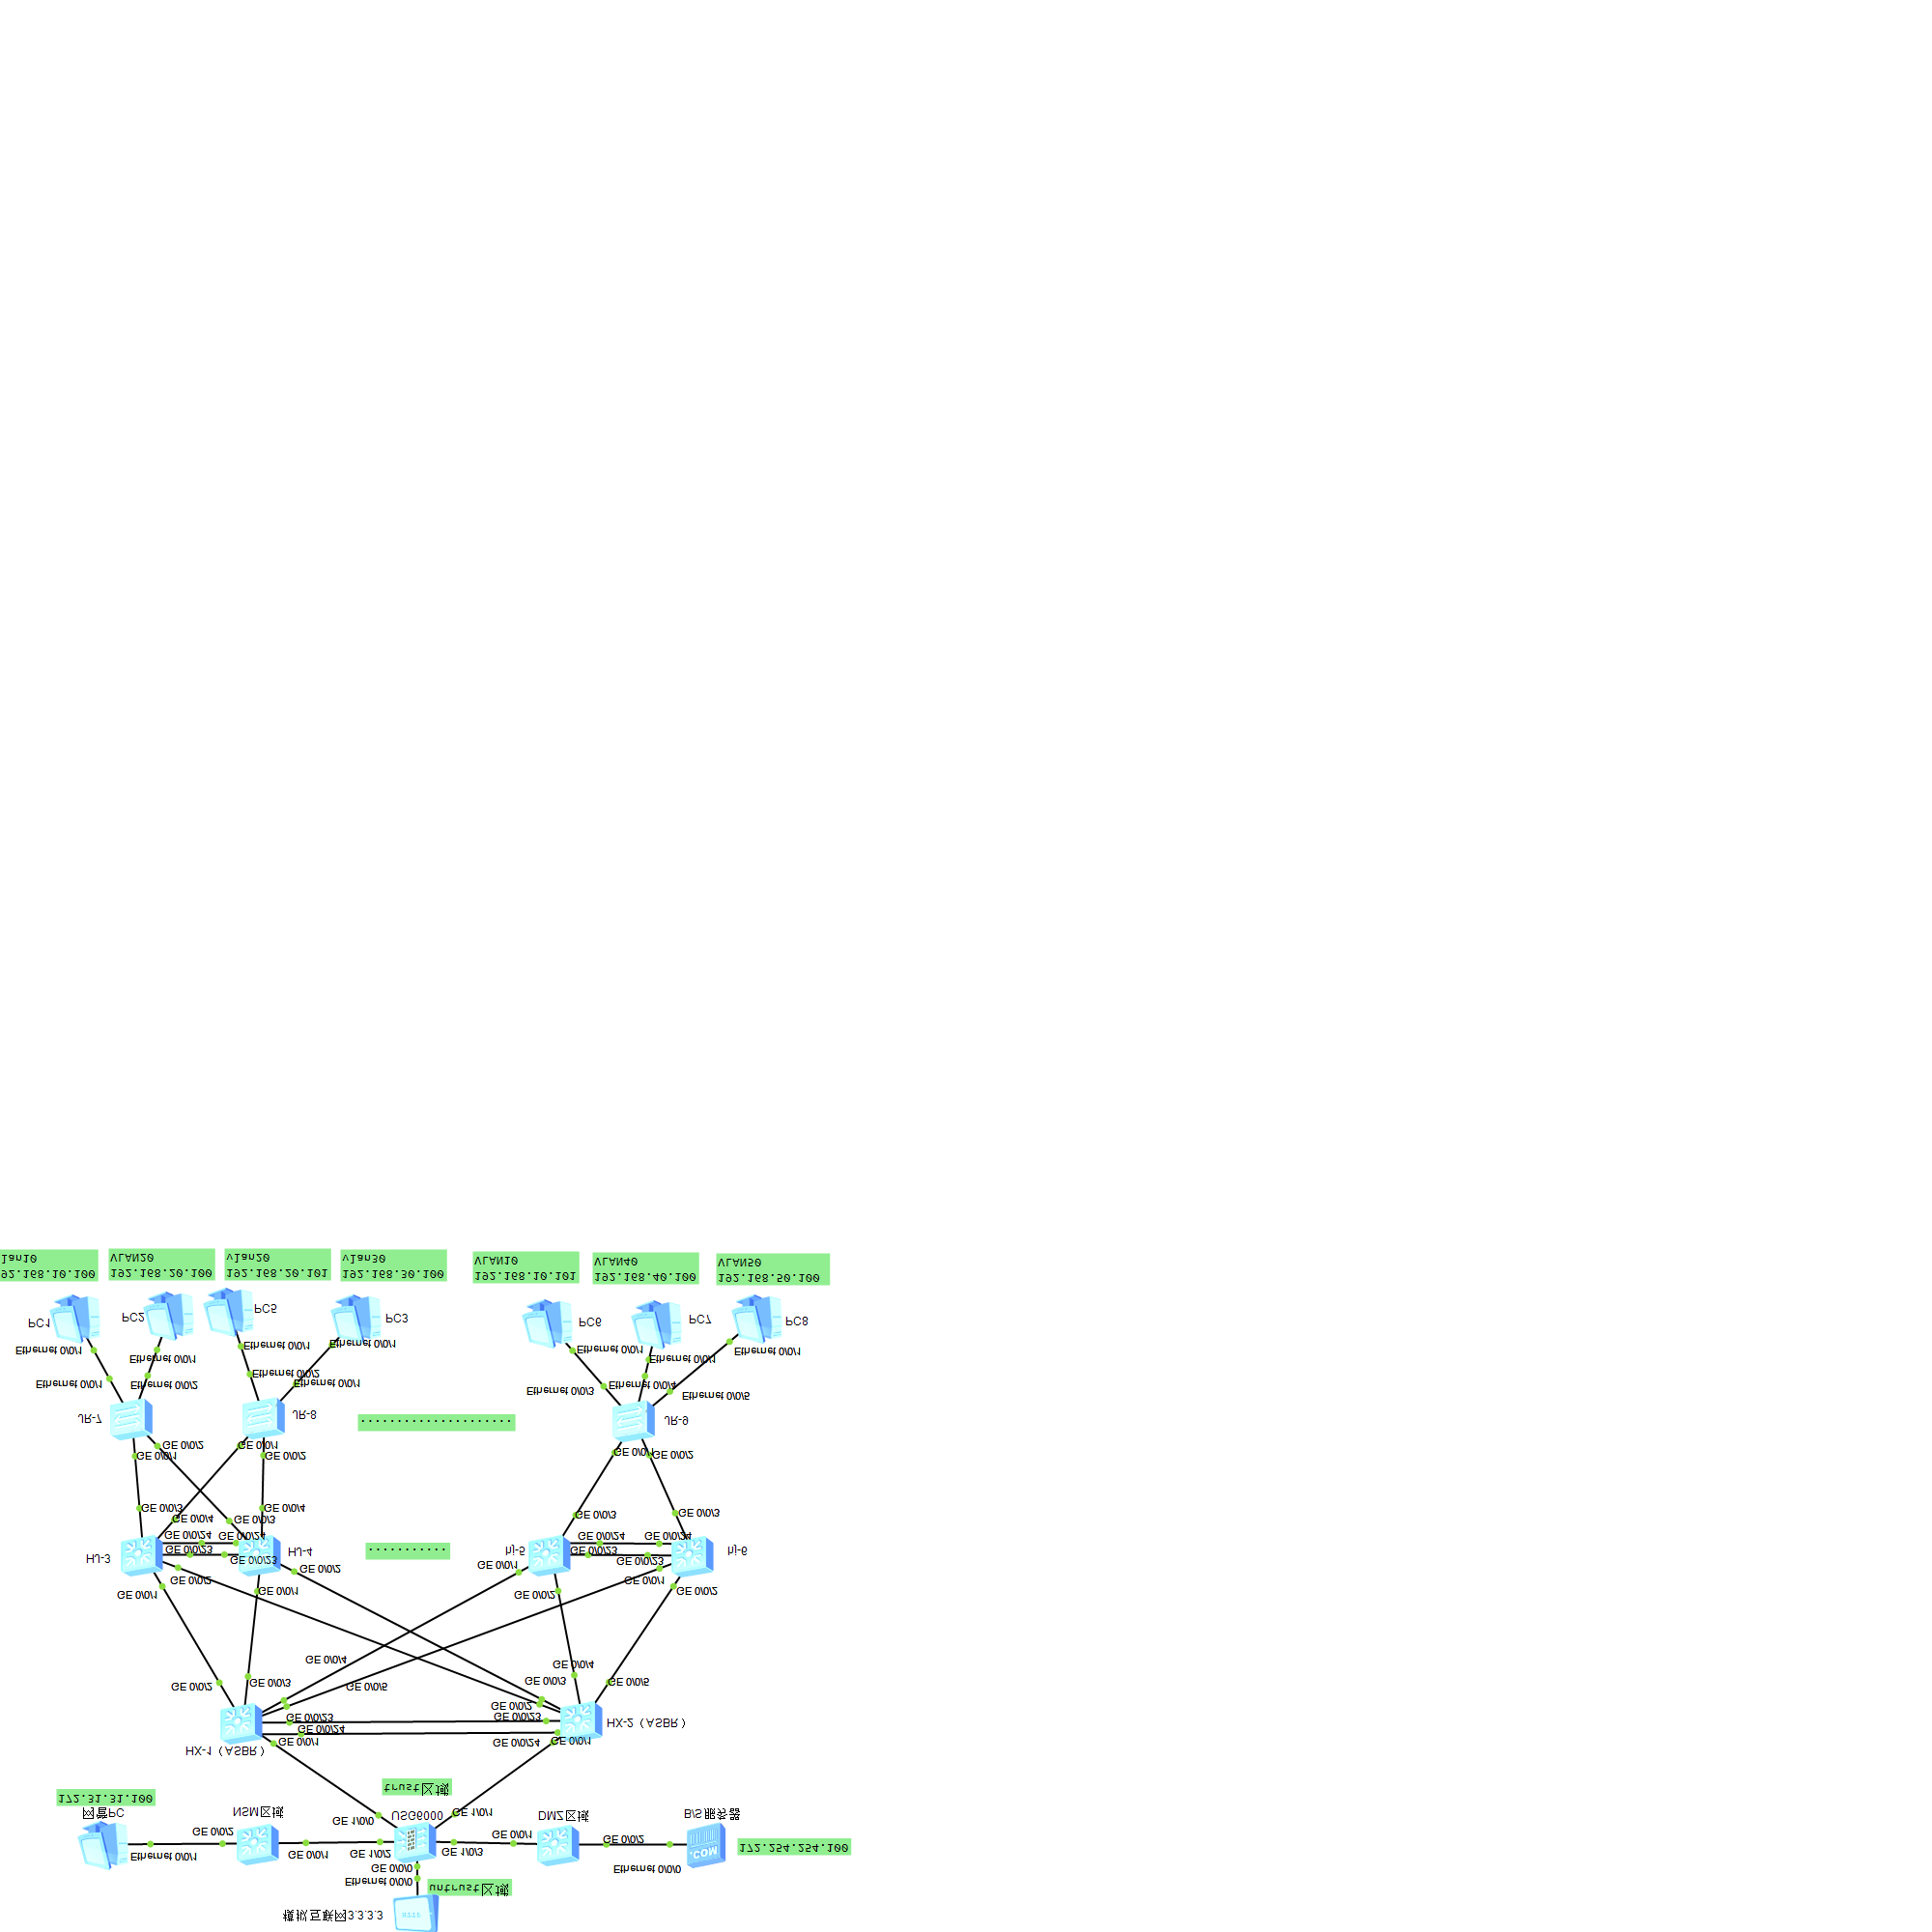 lan10
92.168.10.100
VLAN20
192.168.20.100
vlan20
192.168.20.101
vlan30
192.168.30.100
VLAN10
192.168.10.101
VLAN40
192.168.40.100
VLAN50
192.168.50.100
PC1
PC2
PC5
PC3
PC6
PC7
PC8
Ethernet 0/0/1
Ethernet 0/0/1
Ethernet 0/0/1
Ethernet 0/0/1
Ethernet 0/0/1
Ethernet 0/0/1
Ethernet 0/0/1
Ethernet 0/0/1
Ethernet 0/0/2
Ethernet 0/0/2
Ethernet 0/0/1
Ethernet 0/0/3
Ethernet 0/0/4
Ethernet 0/0/5
JR-7
JR-8
.....................
JR-9
GE 0/0/1
GE 0/0/2
GE 0/0/1
GE 0/0/2
GE 0/0/1
GE 0/0/2
GE 0/0/3
GE 0/0/4
GE 0/0/3
GE 0/0/4
GE 0/0/3
GE 0/0/3
GE 0/0/24
GE 0/0/24
GE 0/0/24
GE 0/0/24
GE 0/0/23
GE 0/0/23
GE 0/0/23
GE 0/0/23
HJ-3
HJ-4
...........
hj-5
hj-6
GE 0/0/1
GE 0/0/2
GE 0/0/1
GE 0/0/2
GE 0/0/1
GE 0/0/2
GE 0/0/1
GE 0/0/2
GE 0/0/2
GE 0/0/3
GE 0/0/4
GE 0/0/5
GE 0/0/2
GE 0/0/3
GE 0/0/4
GE 0/0/5
GE 0/0/23
GE 0/0/23
GE 0/0/24
GE 0/0/24
GE 0/0/1
GE 0/0/1
HX-1（ASBR）
HX-2（ASBR）
trust区域
172.31.31.100
网管PC
NSM区域
USG6000
DMZ区域
B/S服务器
GE 1/0/0
GE 1/0/1
Ethernet 0/0/1
GE 0/0/2
GE 0/0/1
GE 1/0/2
GE 1/0/3
GE 0/0/1
GE 0/0/2
Ethernet 0/0/0
172.254.254.100
GE 0/0/0
Ethernet 0/0/0
untrust区域
模拟互联网3.3.3.3
HTTP
.COM